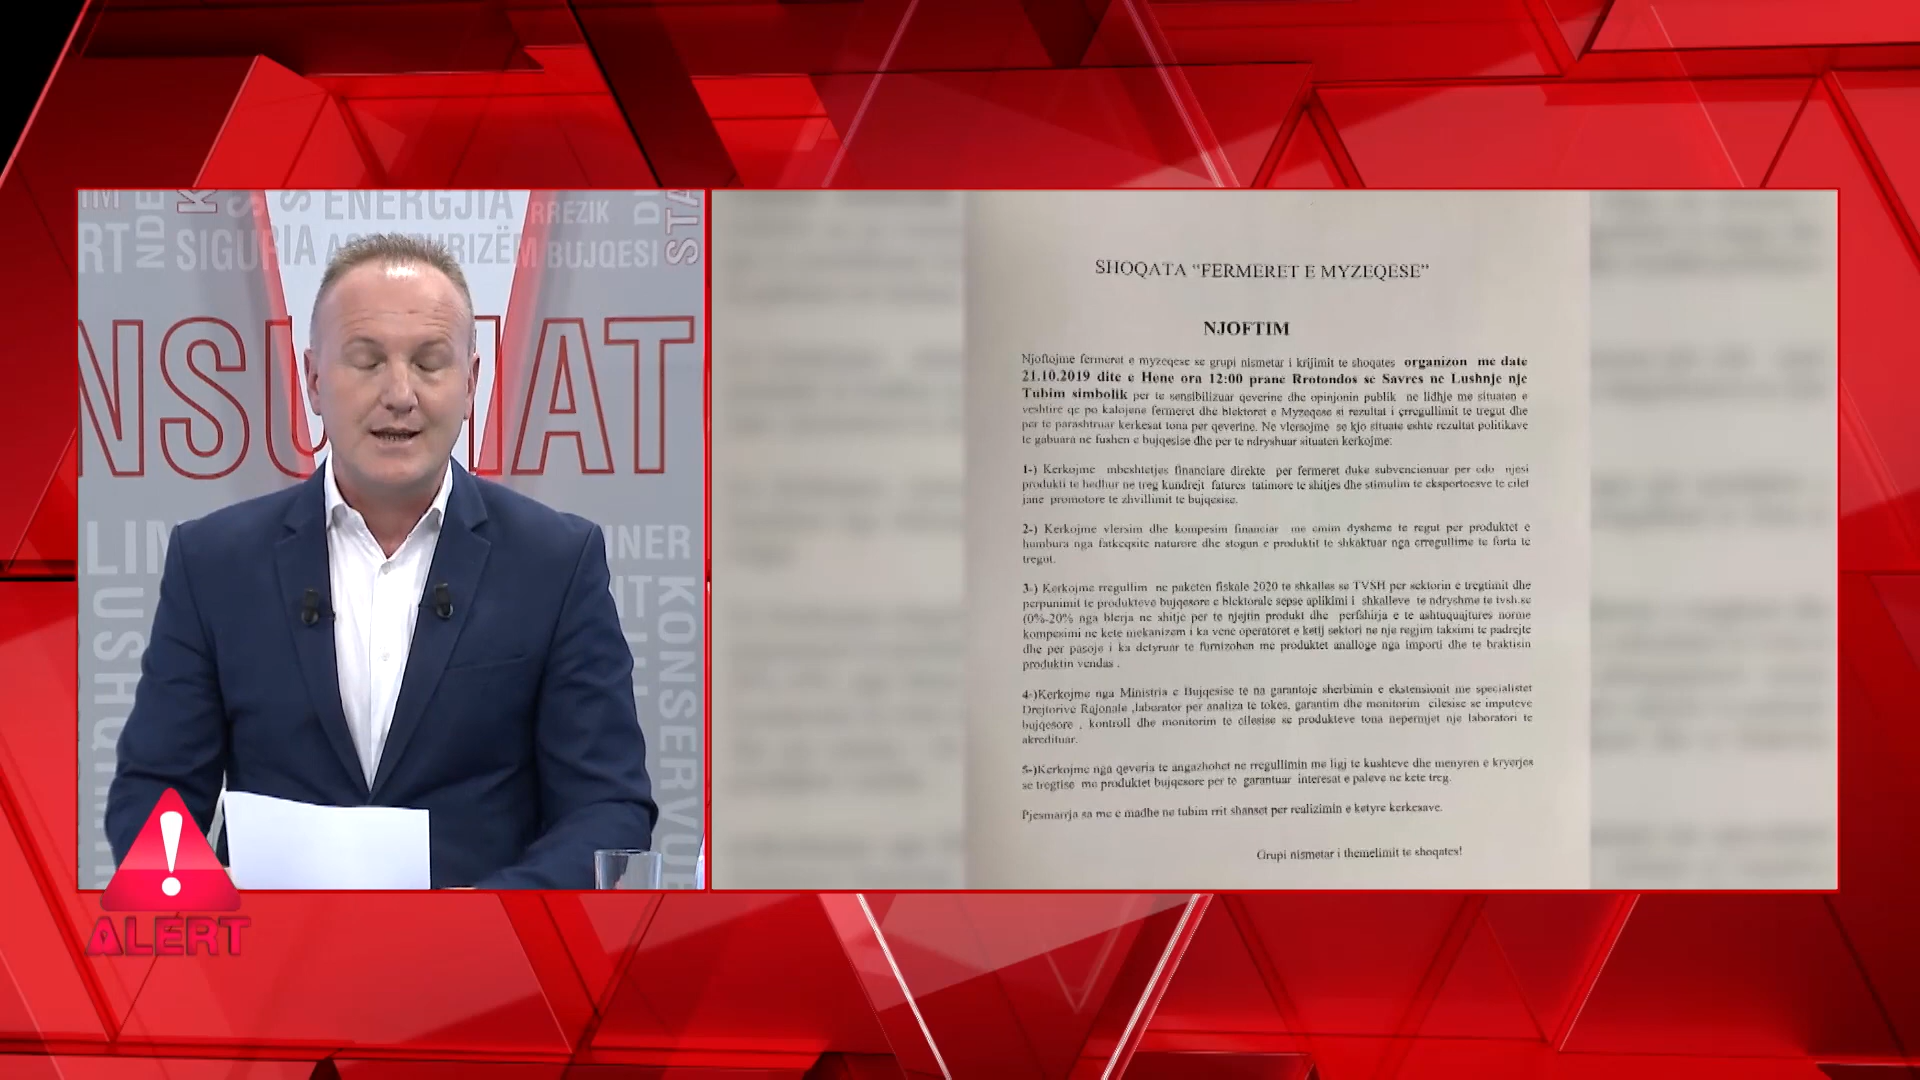 IM
NDE
K
S
S
ENERGJIA
RREZIK
D
STA
RT
SIGURIA
BUJQESI
NSU
MAT
LIM
USHQIM
INER
KONSERVUE
ALERT
SHOQATA "FERMERET E MYZEQESE"
NJOFTIM
Njoftojme fermeret e myzeqese se grupi nismetar i krijimit te shoqates organizon me date
21.10.2019 dite e Hene ora 12:00 prane Rrotondos se Savres ne Lushnje nje
Tubim simbolik per te sensibilizuar qeverine dhe opinjonin publik ne lidhje me situaten e
veshtire qe po kalojene fermeret dhe blektoret e Myzeqese si rezultat i çrregullimit te tregut dhe
per te parashtruar kerkesat tona per qeverine. Ne vlersojme se kjo situate eshte rezultat politikave
te gabuara ne fushen e bujqesise dhe per te ndryshuar situaten kerkojme:
1-) Kerkojme mbeshtetjes financiare direkte per fermeret duke subvencionuar per cdo njesi
produkti te hedhur ne treg kundrejt fatures tatimore te shitjes dhe stimulim te eksportoesve te cilet
jane promotore te zhvillimit te bujqesise.
2-) Kerkojme vlersim dhe kompesim financiar me cmim dysheme te regut per produktet e
humbura nga fatkeqsite naturore dhe stogun e produktit te shkaktuar nga crregullime te forta te
tregut.
3-) Kerkojme rregullim ne paketen fiskale 2020 te shkalles se TVSH per sektorin e tregtimit dhe
perpunimit te produkteve bujqesore e blektorale sepse aplikimi i shkalleve te ndryshme te tvsh.se
(0%-20% nga blerja ne shitje per te njejtin produkt dhe perfshirja e te ashtuquajtures norme
kompesimi ne kete mekanizem i ka vene operatoret e ketij sektori ne nje regjim taksimi te padrejte
dhe per pasoje i ka detyruar te furnizohen me produktet analloge nga importi dhe te braktisin
produktin vendas .
4-)Kerkojme nga Ministria e Bujqesise te na garantoje sherbimin e ekstensionit me specialistet
Drejtorive Rajonale ,laborator per analiza te tokes, garantim dhe monitorim cilesise se imputeve
bujqesore , kontroll dhe monitorim te cilesise se produkteve tona nepermjet nje laboratori te
akredituar.
5-)Kerkojme nga qeveria te angazhohet ne rregullimin me ligj te kushteve dhe menyren e kryerjes
se tregtise me produktet bujqesore per te garantuar interesat e paleve ne kete treg.
Pjesmarrja sa me e madhe ne tubim rrit shanset per realizimin e ketyre kerkesave.
Grupi nismetar i themelimit te shoqates!